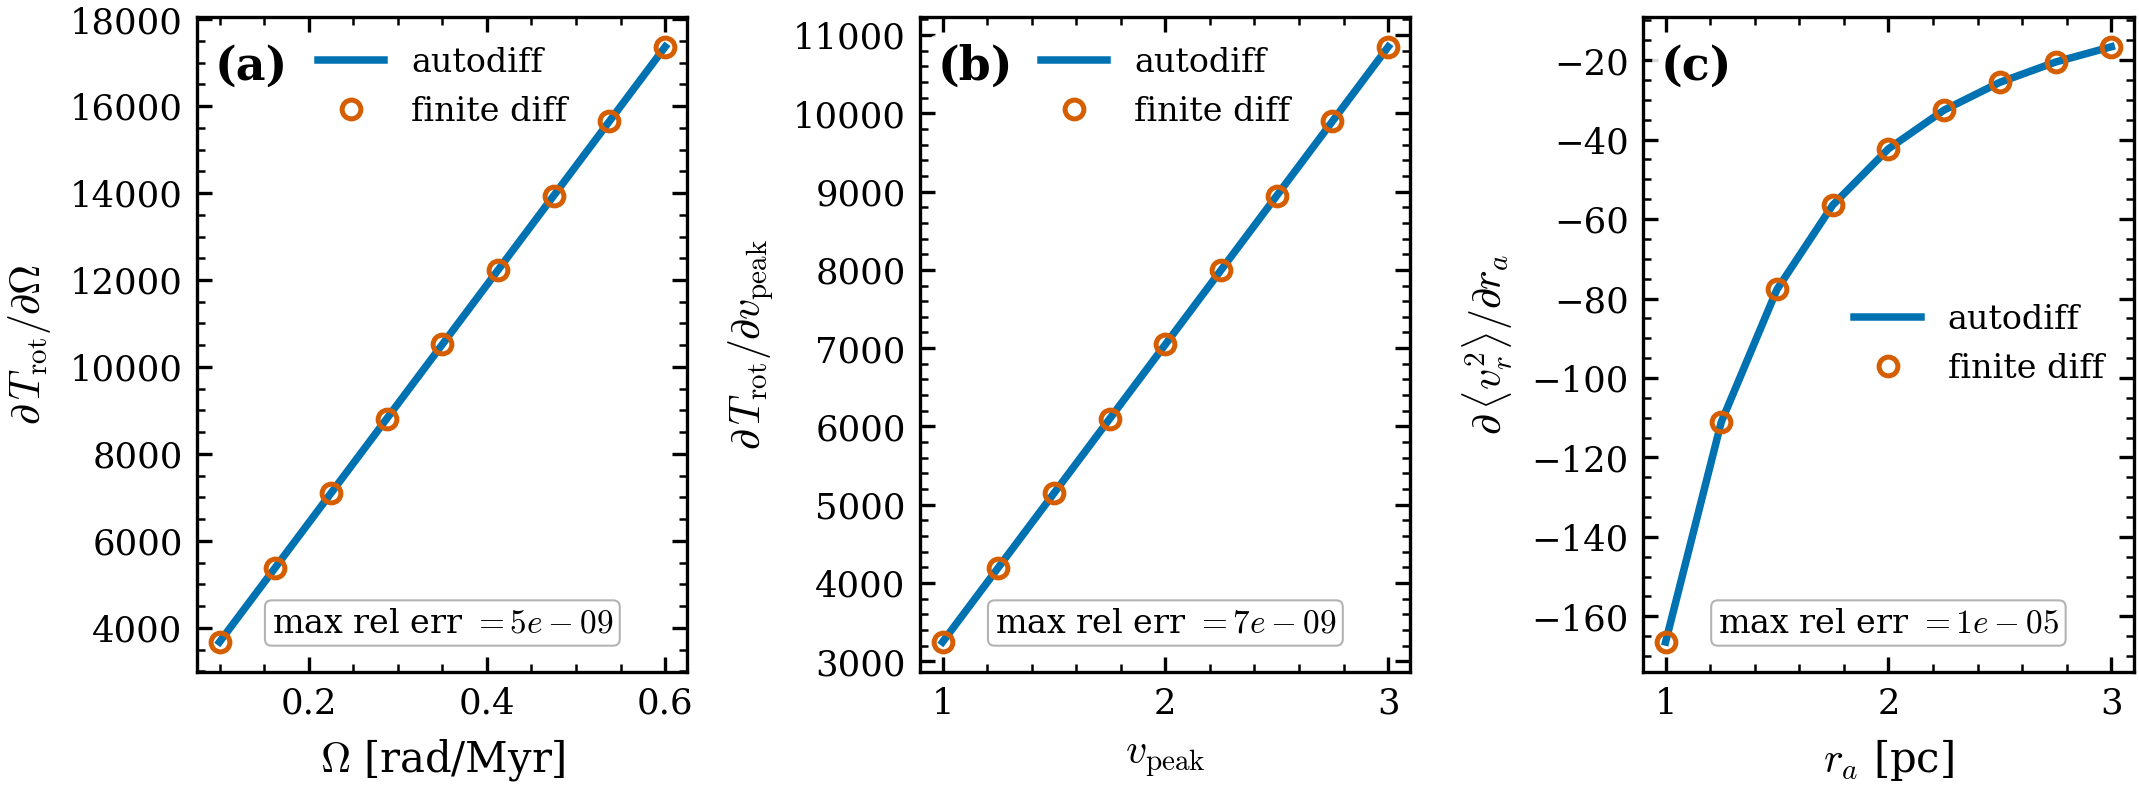 (a)
autodiff
finite diff
18000
16000
14000
12000
10000
8000
6000
4000
∂T_rot/∂Ω
max rel err = 5e − 09
0.2 0.4 0.6
Ω [rad/Myr]
(b)
autodiff
finite diff
11000
10000
9000
8000
7000
6000
5000
4000
3000
∂T_rot/∂v_peak
max rel err = 7e − 09
1 2 3
v_peak
(c)
autodiff
finite diff
−20
−40
−60
−80
−100
−120
−140
−160
∂⟨v_r^2⟩/∂r_a
max rel err = 1e − 05
1 2 3
r_a [pc]